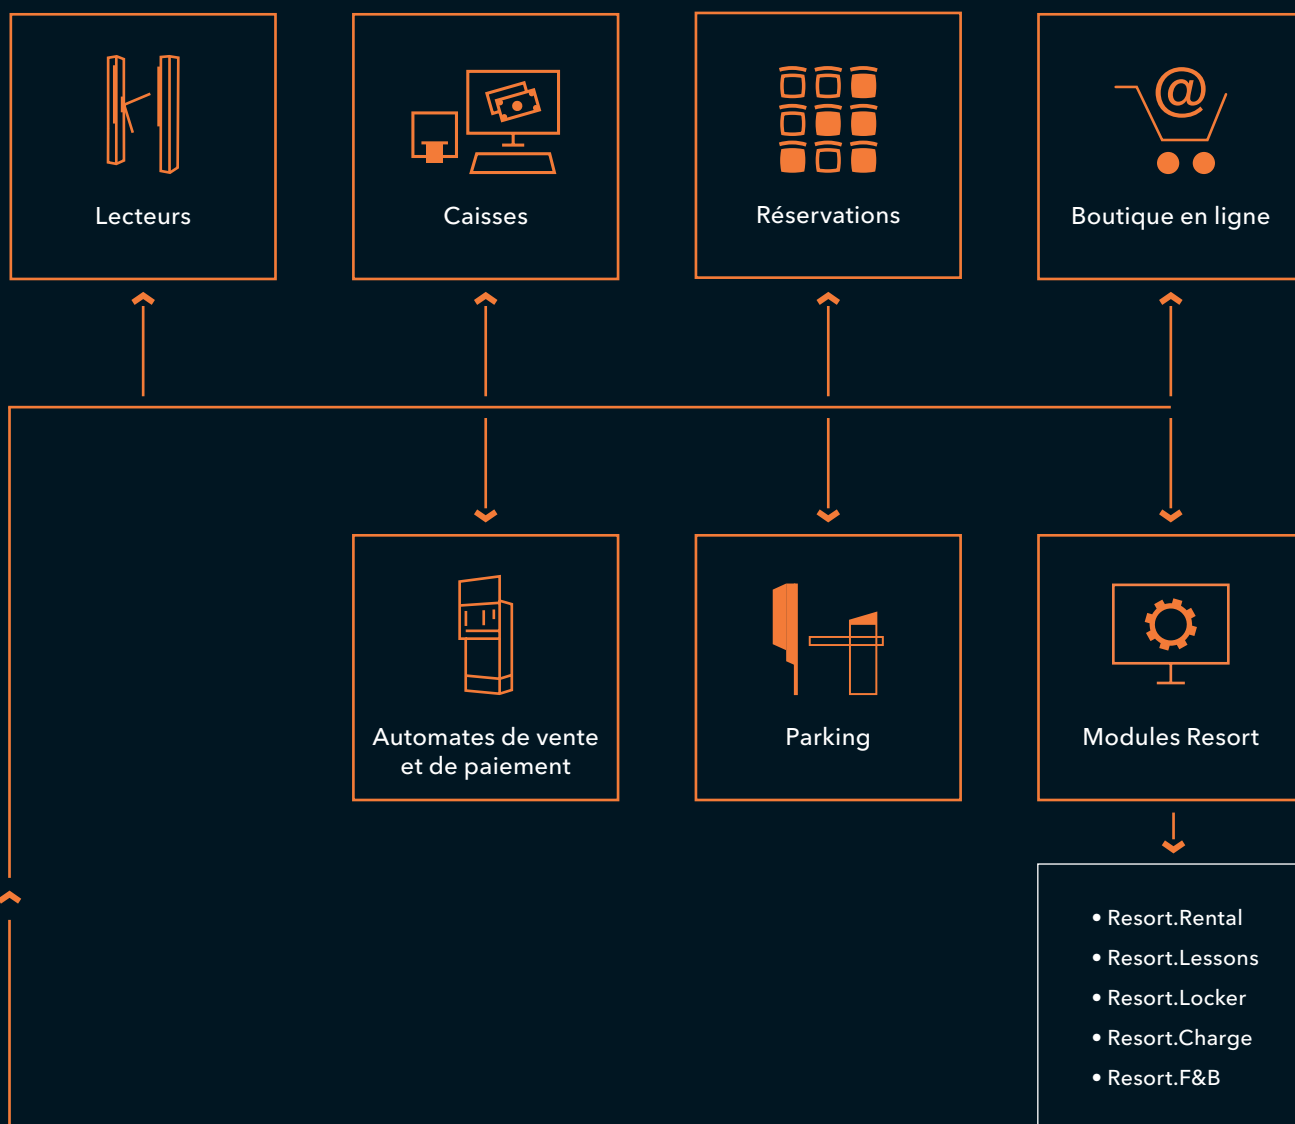 Lecteurs
Caisses
Réservations
Boutique en ligne
Automates de vente
et de paiement
Parking
Modules Resort
• Resort.Rental
• Resort.Lessons
• Resort.Locker
• Resort.Charge
• Resort.F&B